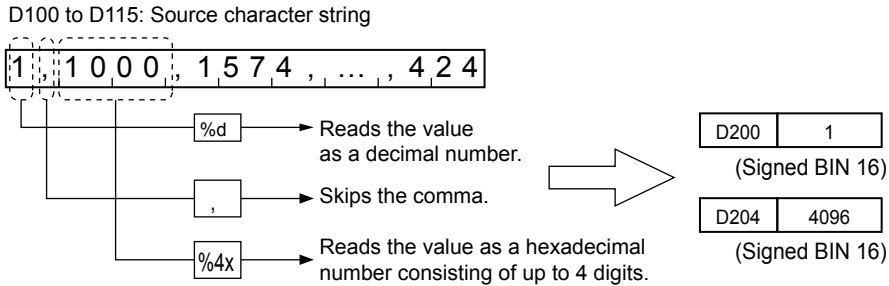 D100 to D115: Source character string
1 , 1 0 0 0 , 1 5 7 4 , ... , 4 2 4
%d
Reads the value
as a decimal number.
,
Skips the comma.
%4x
Reads the value as a hexadecimal
number consisting of up to 4 digits.
D200 1
(Signed BIN 16)
D204 4096
(Signed BIN 16)